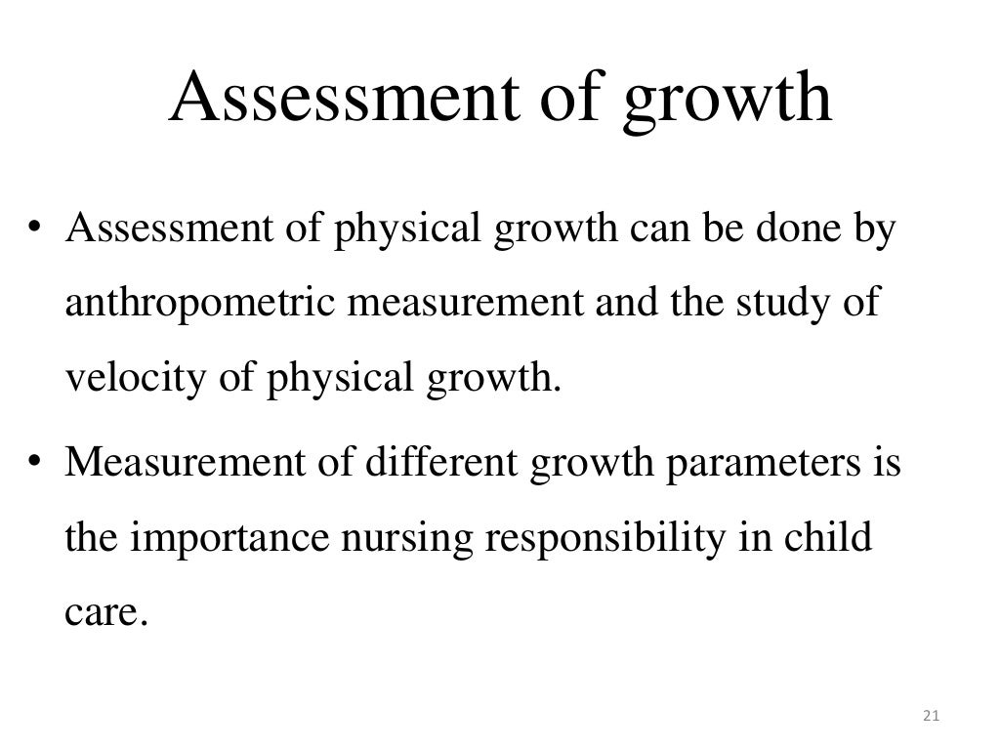 Assessment of growth
• Assessment of physical growth can be done by
anthropometric measurement and the study of
velocity of physical growth.
• Measurement of different growth parameters is
the importance nursing responsibility in child
care.
21